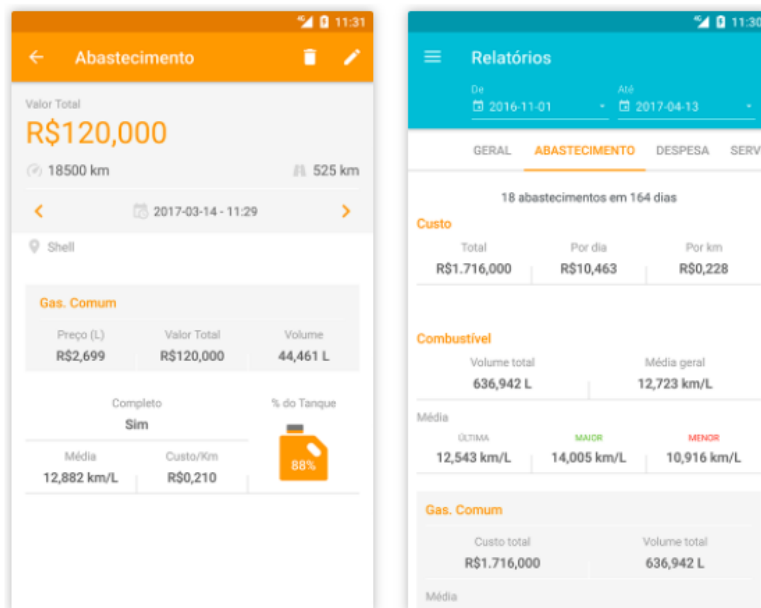 11:31
Abastecimento
Valor Total
R$120,000
18500 km
525 km
2017-03-14 - 11:29
Shell
Gas. Comum
Preço (L) Valor Total Volume
R$2,699 R$120,000 44,461 L
Completo % do Tanque
Sim
88%
Média Custo/Km
12,882 km/L R$0,210
11:30
Relatórios
De Até
2016-11-01 2017-04-13
GERAL ABASTECIMENTO DESPESA SERV
18 abastecimentos em 164 dias
Custo
Total Por dia Por km
R$1.716,000 R$10,463 R$0,228
Combustível
Volume total Média geral
636,942 L 12,723 km/L
Média
ÚLTIMA MAIOR MENOR
12,543 km/L 14,005 km/L 10,916 km/L
Gas. Comum
Custo total Volume total
R$1.716,000 636,942 L
Média